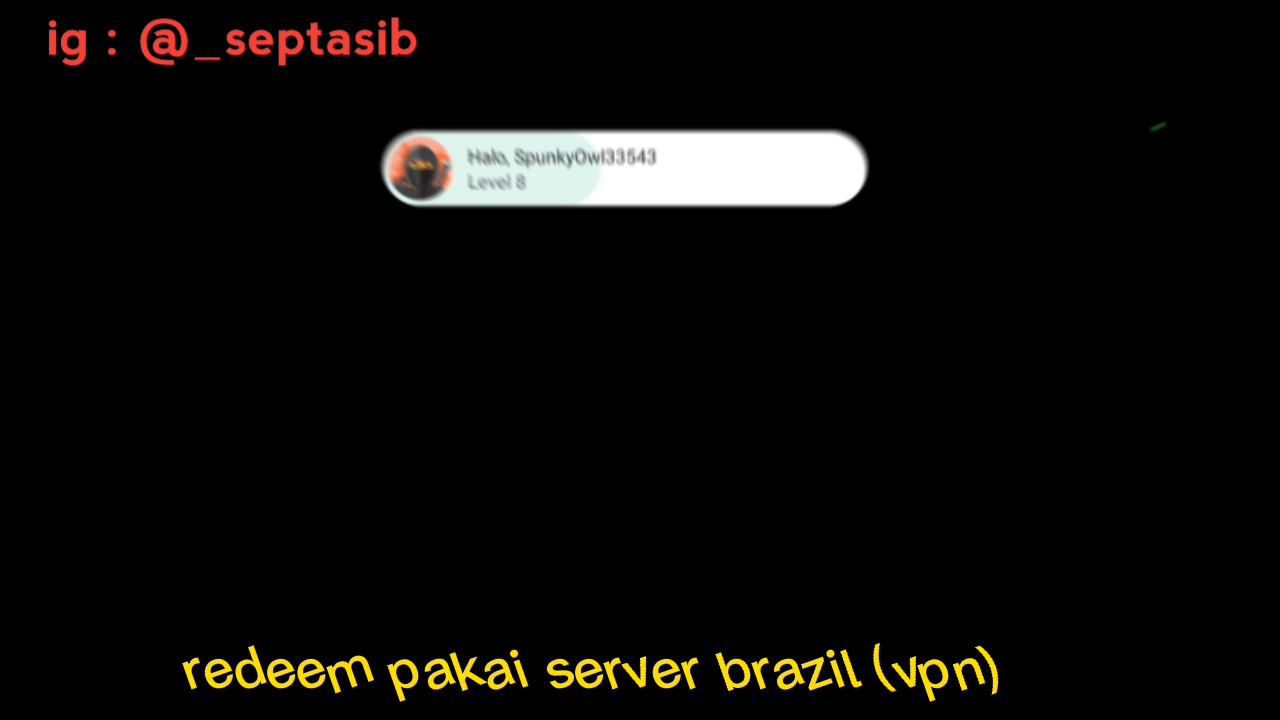 ig : @_septasib
Halo, SpunkyOwl33543
Level 8
redeem pakai server brazil (vpn)